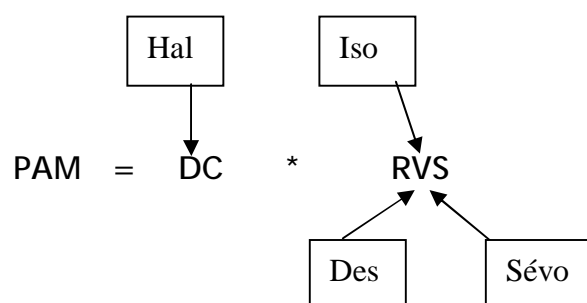 Hal Iso
PAM = DC * RVS
Des Sévo